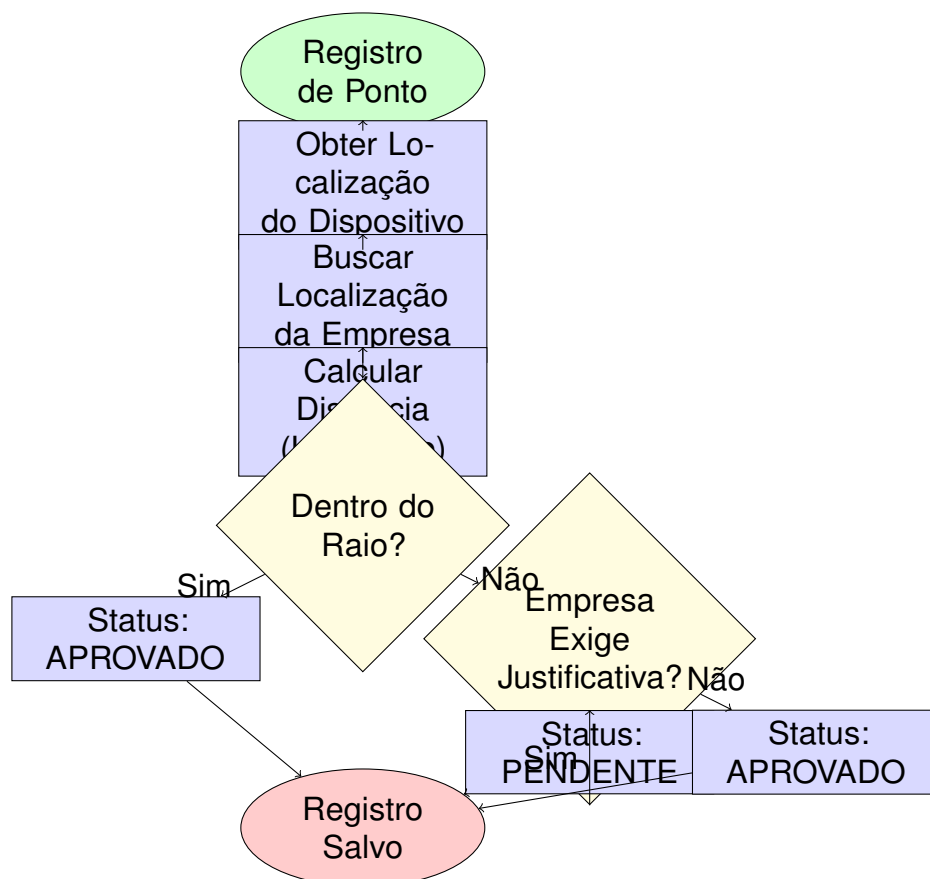 Registro
de Ponto
Obter Lo-
calização
do Dispositivo
Buscar
Localização
da Empresa
Calcular
Dentro do
Raio?
Sim
Não
Empresa
Exige
Justificativa?
Não
Status:
APROVADO
Status:
PENDENTE
Sim
Status:
APROVADO
Registro
Salvo